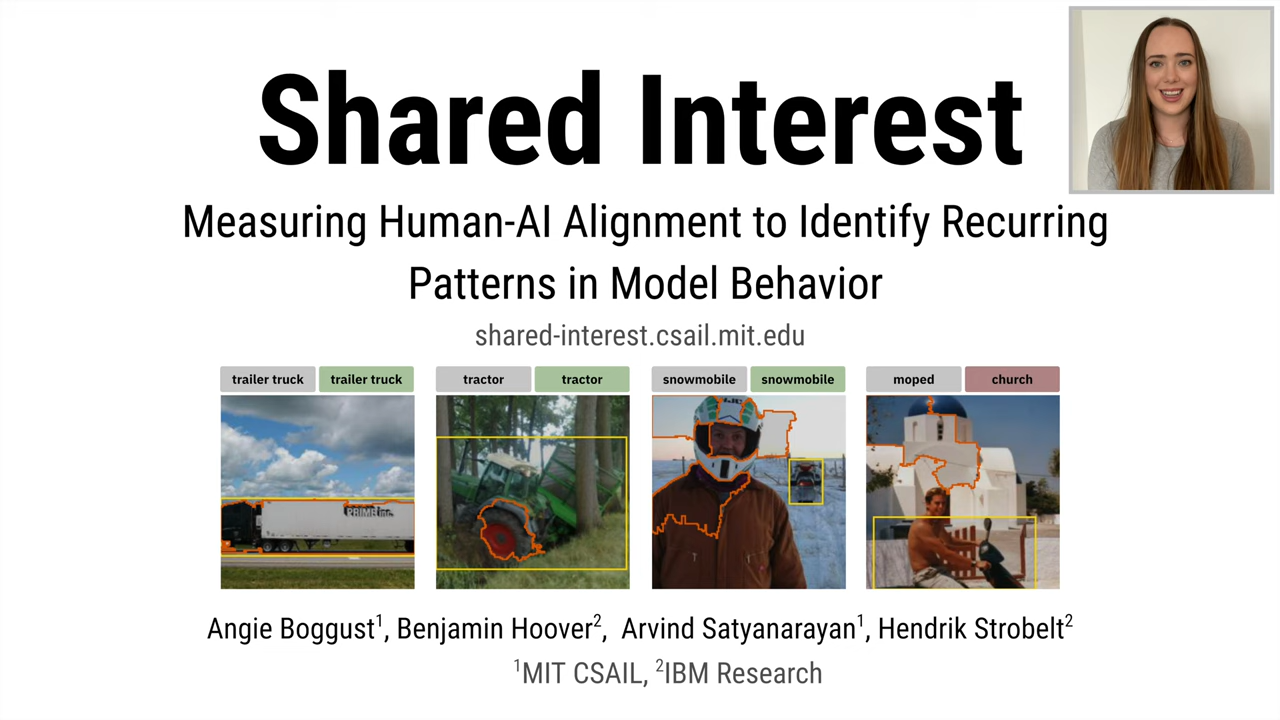 Shared Interest
Measuring Human-AI Alignment to Identify Recurring
Patterns in Model Behavior
shared-interest.csail.mit.edu
trailer truck trailer truck tractor tractor snowmobile snowmobile moped church
PRIME inc.
Angie Boggust¹, Benjamin Hoover², Arvind Satyanarayan¹, Hendrik Strobelt²
¹MIT CSAIL, ²IBM Research